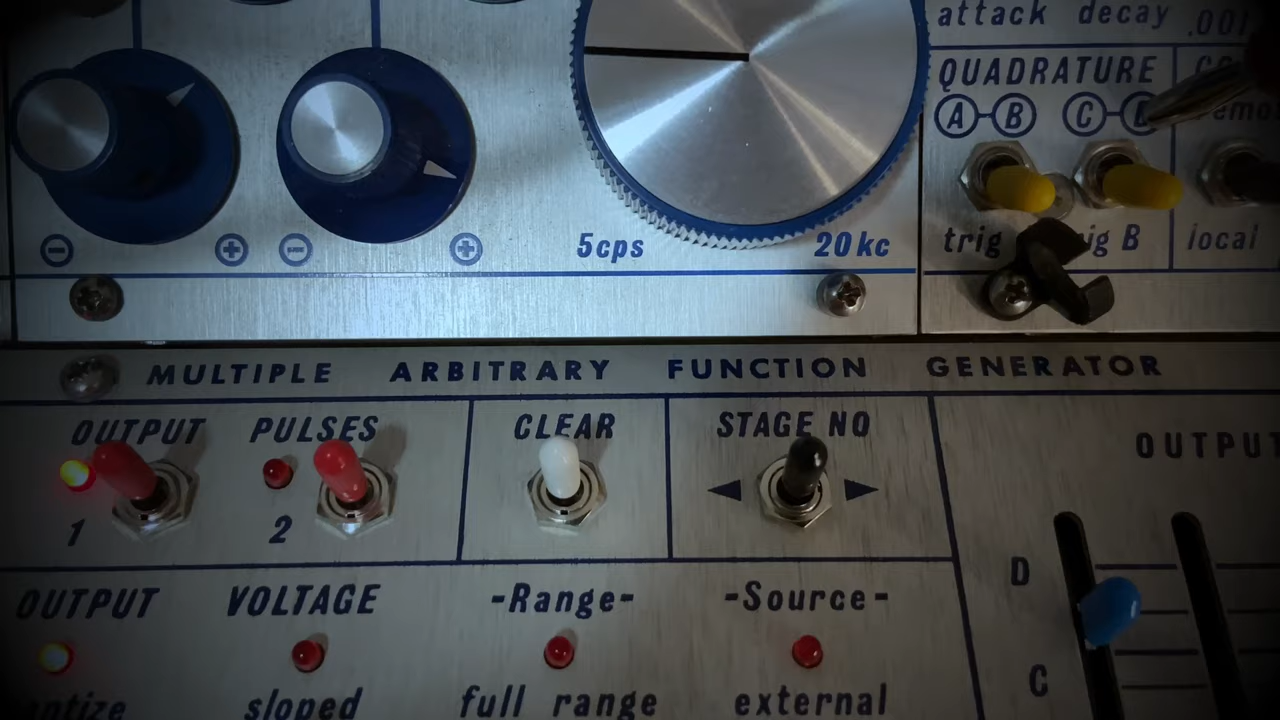 attack decay .001
QUADRATURE
A B C
5cps 20kc
trig B local
MULTIPLE ARBITRARY FUNCTION GENERATOR
OUTPUT PULSES CLEAR STAGE NO
OUTPUT
1 2
D
OUTPUT VOLTAGE -Range- -Source-
C
sloped full range external